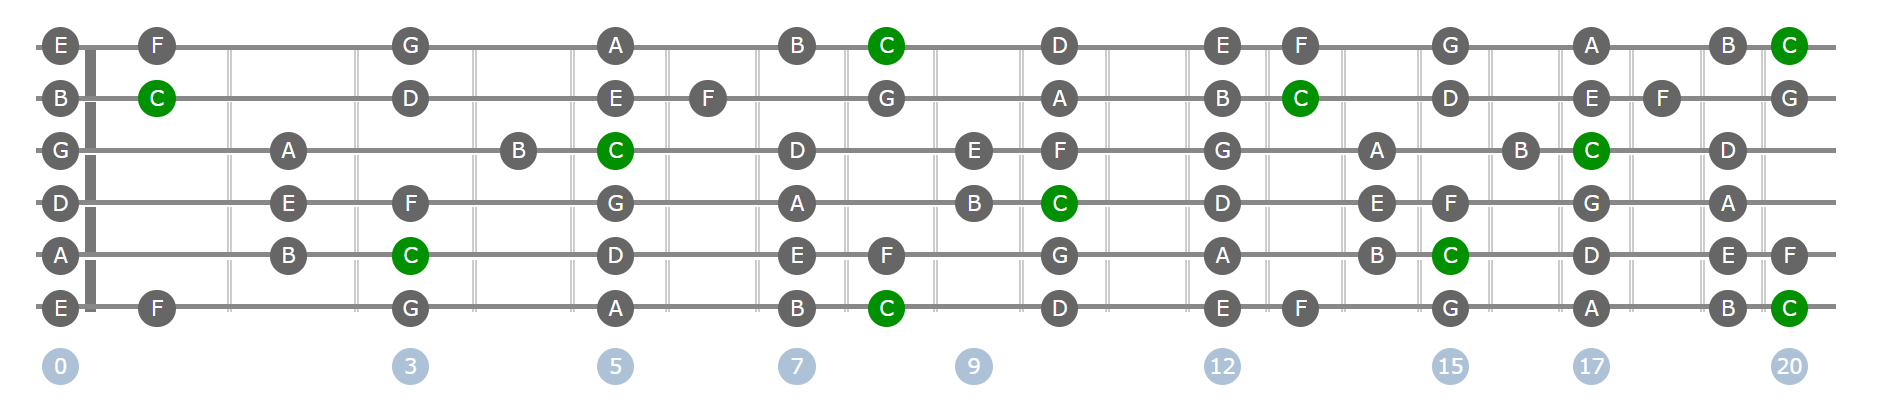 E F G A B C D E F G A B C
B C D E F G A B C D E F G
G A B C D E F G A B C D
D E F G A B C D E F G A
A B C D E F G A B C D E F
E F G A B C D E F G A B C
0 3 5 7 9 12 15 17 20